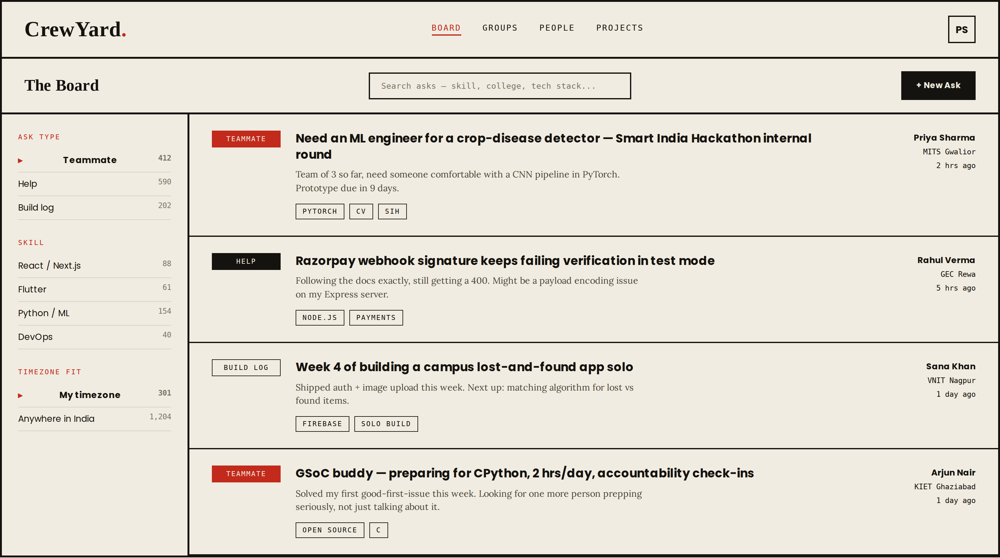 CrewYard.
BOARD GROUPS PEOPLE PROJECTS
PS
The Board
Search asks — skill, college, tech stack...
+ New Ask
ASK TYPE
▶ Teammate 412
Help 590
Build log 202
SKILL
React / Next.js 88
Flutter 61
Python / ML 154
DevOps 40
TIMEZONE FIT
▶ My timezone 301
Anywhere in India 1,204
TEAMMATE
Need an ML engineer for a crop-disease detector — Smart India Hackathon internal
round
Team of 3 so far, need someone comfortable with a CNN pipeline in PyTorch.
Prototype due in 9 days.
PYTORCH CV SIH
Priya Sharma
MITS Gwalior
2 hrs ago
HELP
Razorpay webhook signature keeps failing verification in test mode
Following the docs exactly, still getting a 400. Might be a payload encoding issue
on my Express server.
NODE.JS PAYMENTS
Rahul Verma
GEC Rewa
5 hrs ago
BUILD LOG
Week 4 of building a campus lost-and-found app solo
Shipped auth + image upload this week. Next up: matching algorithm for lost vs
found items.
FIREBASE SOLO BUILD
Sana Khan
VNIT Nagpur
1 day ago
TEAMMATE
GSoC buddy — preparing for CPython, 2 hrs/day, accountability check-ins
Solved my first good-first-issue this week. Looking for one more person prepping
seriously, not just talking about it.
OPEN SOURCE C
Arjun Nair
KIET Ghaziabad
1 day ago